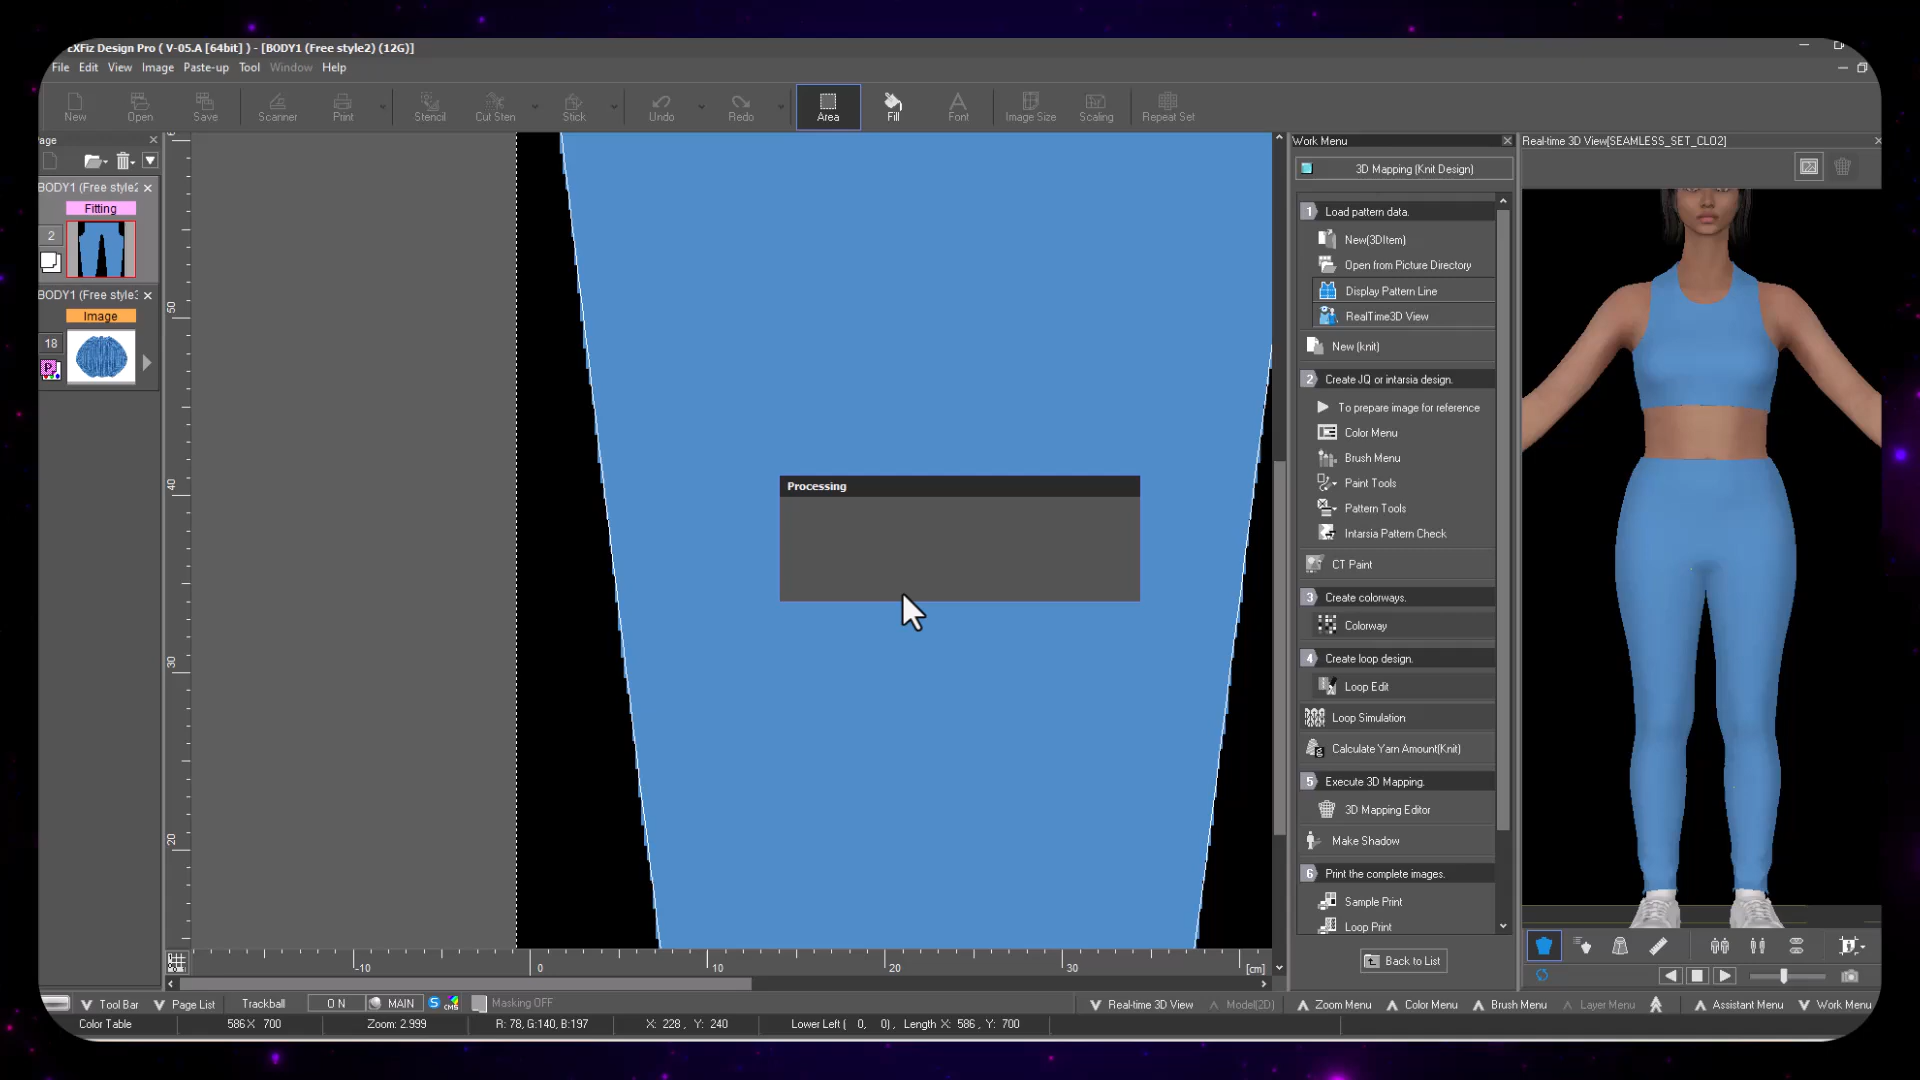 eXFiz Design Pro ( V-05.A [64bit] ) - [BODY1 (Free style2) (12G)]
File Edit View Image Paste-up Tool Window Help
New Open Save Scanner Print Stencil Cut Sten Stick Undo Redo Area Fill Font Image Size Scaling Repeat Set
age
BODY1 (Free style2
Fitting
2
BODY1 (Free style3
Image
18
50
40
30
20
-10 0 10 20 30 [cm]
Processing
Work Menu
3D Mapping (Knit Design)
1 Load pattern data.
New(3DItem)
Open from Picture Directory
Display Pattern Line
RealTime3D View
New (knit)
2 Create JQ or intarsia design.
To prepare image for reference
Color Menu
Brush Menu
Paint Tools
Pattern Tools
Intarsia Pattern Check
CT Paint
3 Create colorways.
Colorway
4 Create loop design.
Loop Edit
Loop Simulation
Calculate Yarn Amount(Knit)
5 Execute 3D Mapping.
3D Mapping Editor
Make Shadow
6 Print the complete images.
Sample Print
Loop Print
Back to List
Real-time 3D View[SEAMLESS_SET_CLO2]
Tool Bar Page List Trackball O N MAIN Masking OFF Real-time 3D View Model(2D) Zoom Menu Color Menu Brush Menu Layer Menu Assistant Menu Work Menu
Color Table 586X 700 Zoom: 2.999 R: 78, G:140, B:197 X: 228 , Y: 240 Lower Left ( 0, 0), Length X: 586 , Y: 700